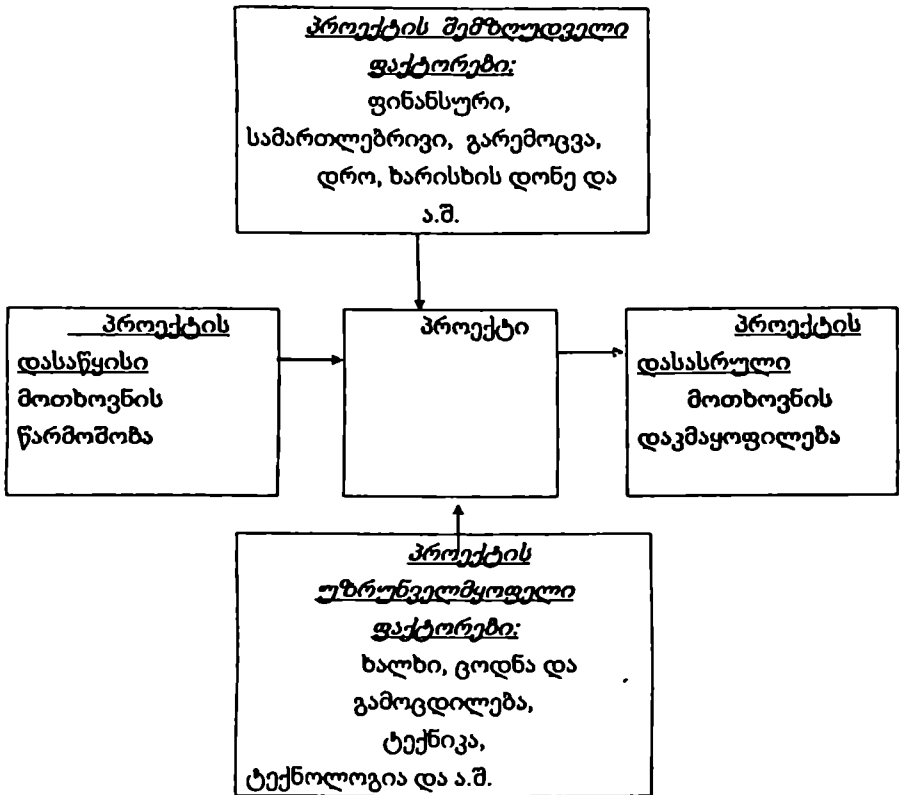 პროექტის შემზღუდველი
ფაქტორები:
ფინანსური,
სამართლებრივი, გარემოცვა,
დრო, ხარისხის დონე და
ა.შ.
პროექტის
დასაწყისი
მოთხოვნის
წარმოშობა
პროექტი
პროექტის
დასასრული
მოთხოვნის
დაკმაყოფილება
პროექტის
უზრუნველმყოფელი
ფაქტორები:
ხალხი, ცოდნა და
გამოცდილება,
ტექნიკა,
ტექნოლოგია და ა.შ.